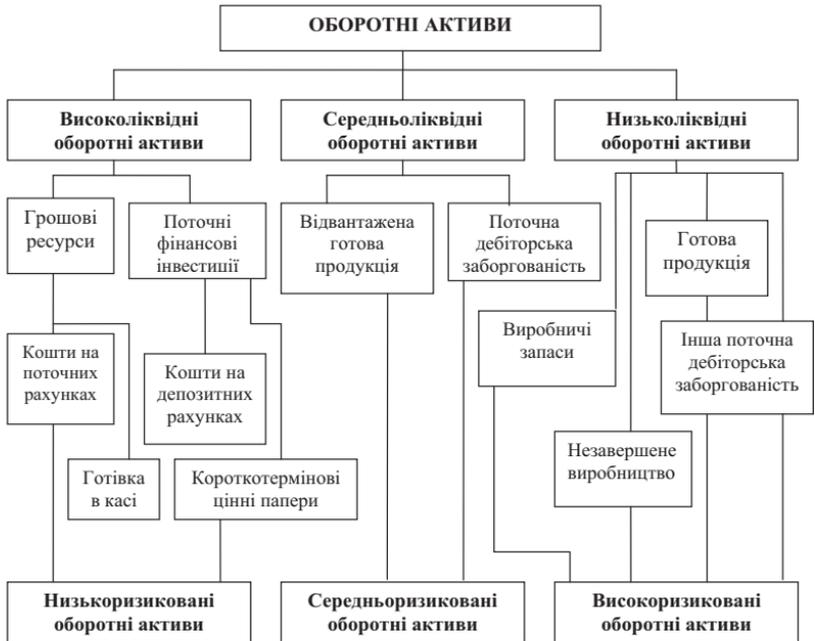 ОБОРОТНІ АКТИВИ
Високоліквідні
оборотні активи
Середньоліквідні
оборотні активи
Низьколіквідні
оборотні активи
Грошові
ресурси
Поточні
фінансові
інвестиції
Відвантажена
готова
продукція
Поточна
дебіторська
заборгованість
Готова
продукція
Виробничі
запаси
Інша поточна
дебіторська
заборгованість
Кошти на
поточних
рахунках
Кошти на
депозитних
рахунках
Незавершене
виробництво
Готівка
в касі
Короткотермінові
цінні папери
Низькоризиковані
оборотні активи
Середньоризиковані
оборотні активи
Високоризиковані
оборотні активи